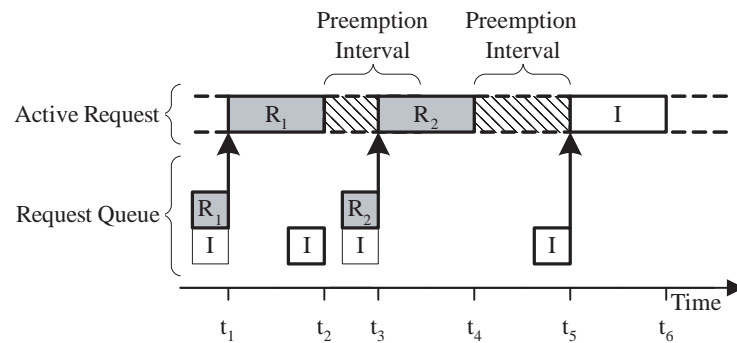 Preemption Preemption
Interval Interval
Active Request R₁ R₂ I
R₁ R₂
Request Queue
I I I I
Time
t₁ t₂ t₃ t₄ t₅ t₆